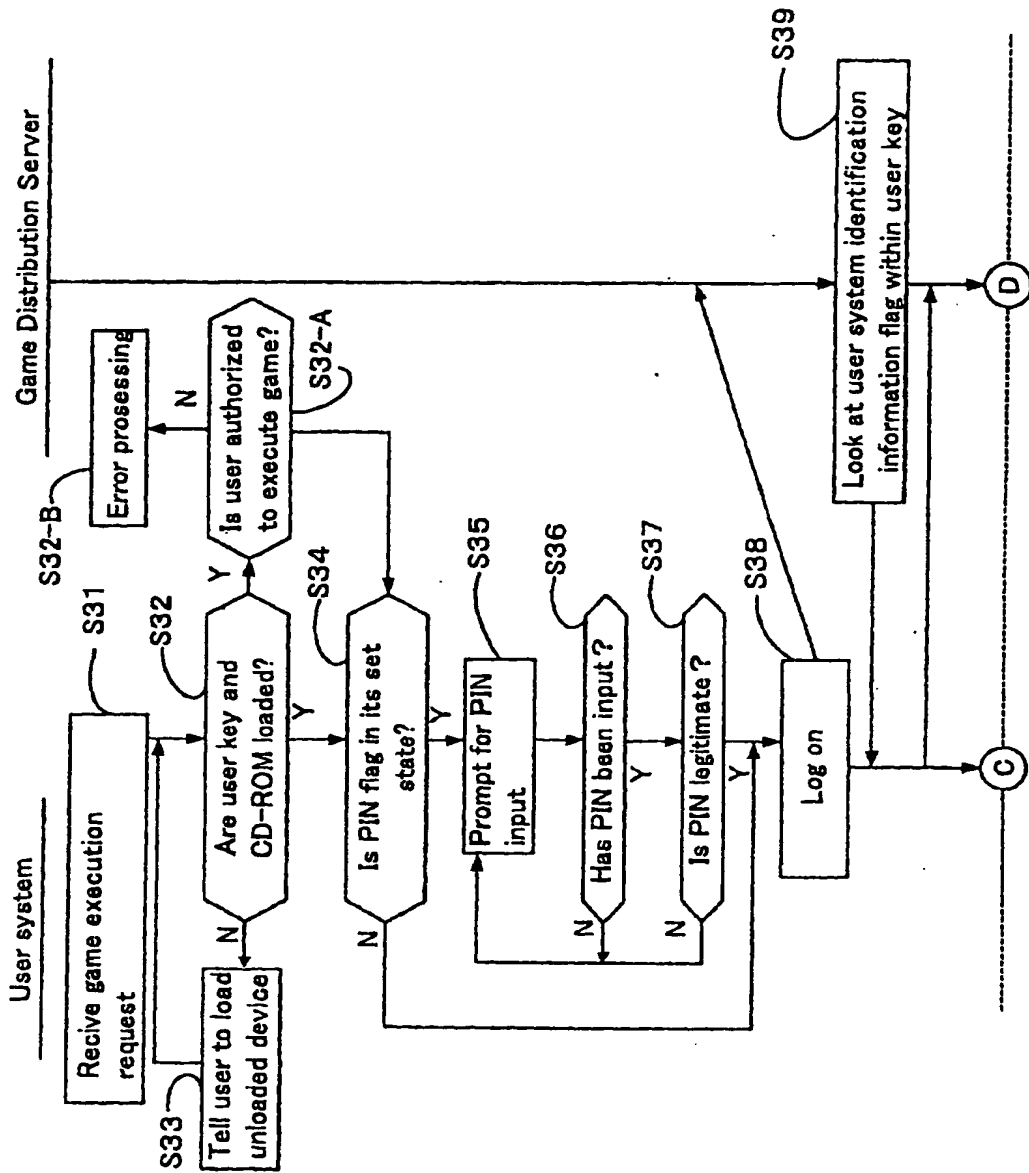 User system
Game Distribution Server
Recive game execution
request
S31
S33
Tell user to load
unloaded device
N
Are user key and
CD-ROM loaded?
S32
Y
Y
Is user authorized
to execute game?
S32-A
N
Error prosessing
S32-B
Is PIN flag in its set
state?
S34
N
Y
Prompt for PIN
input
S35
Has PIN been input?
S36
N
Y
Is PIN legitimate?
S37
N
Y
Log on
S38
Look at user system identification
information flag within user key
S39
C
D